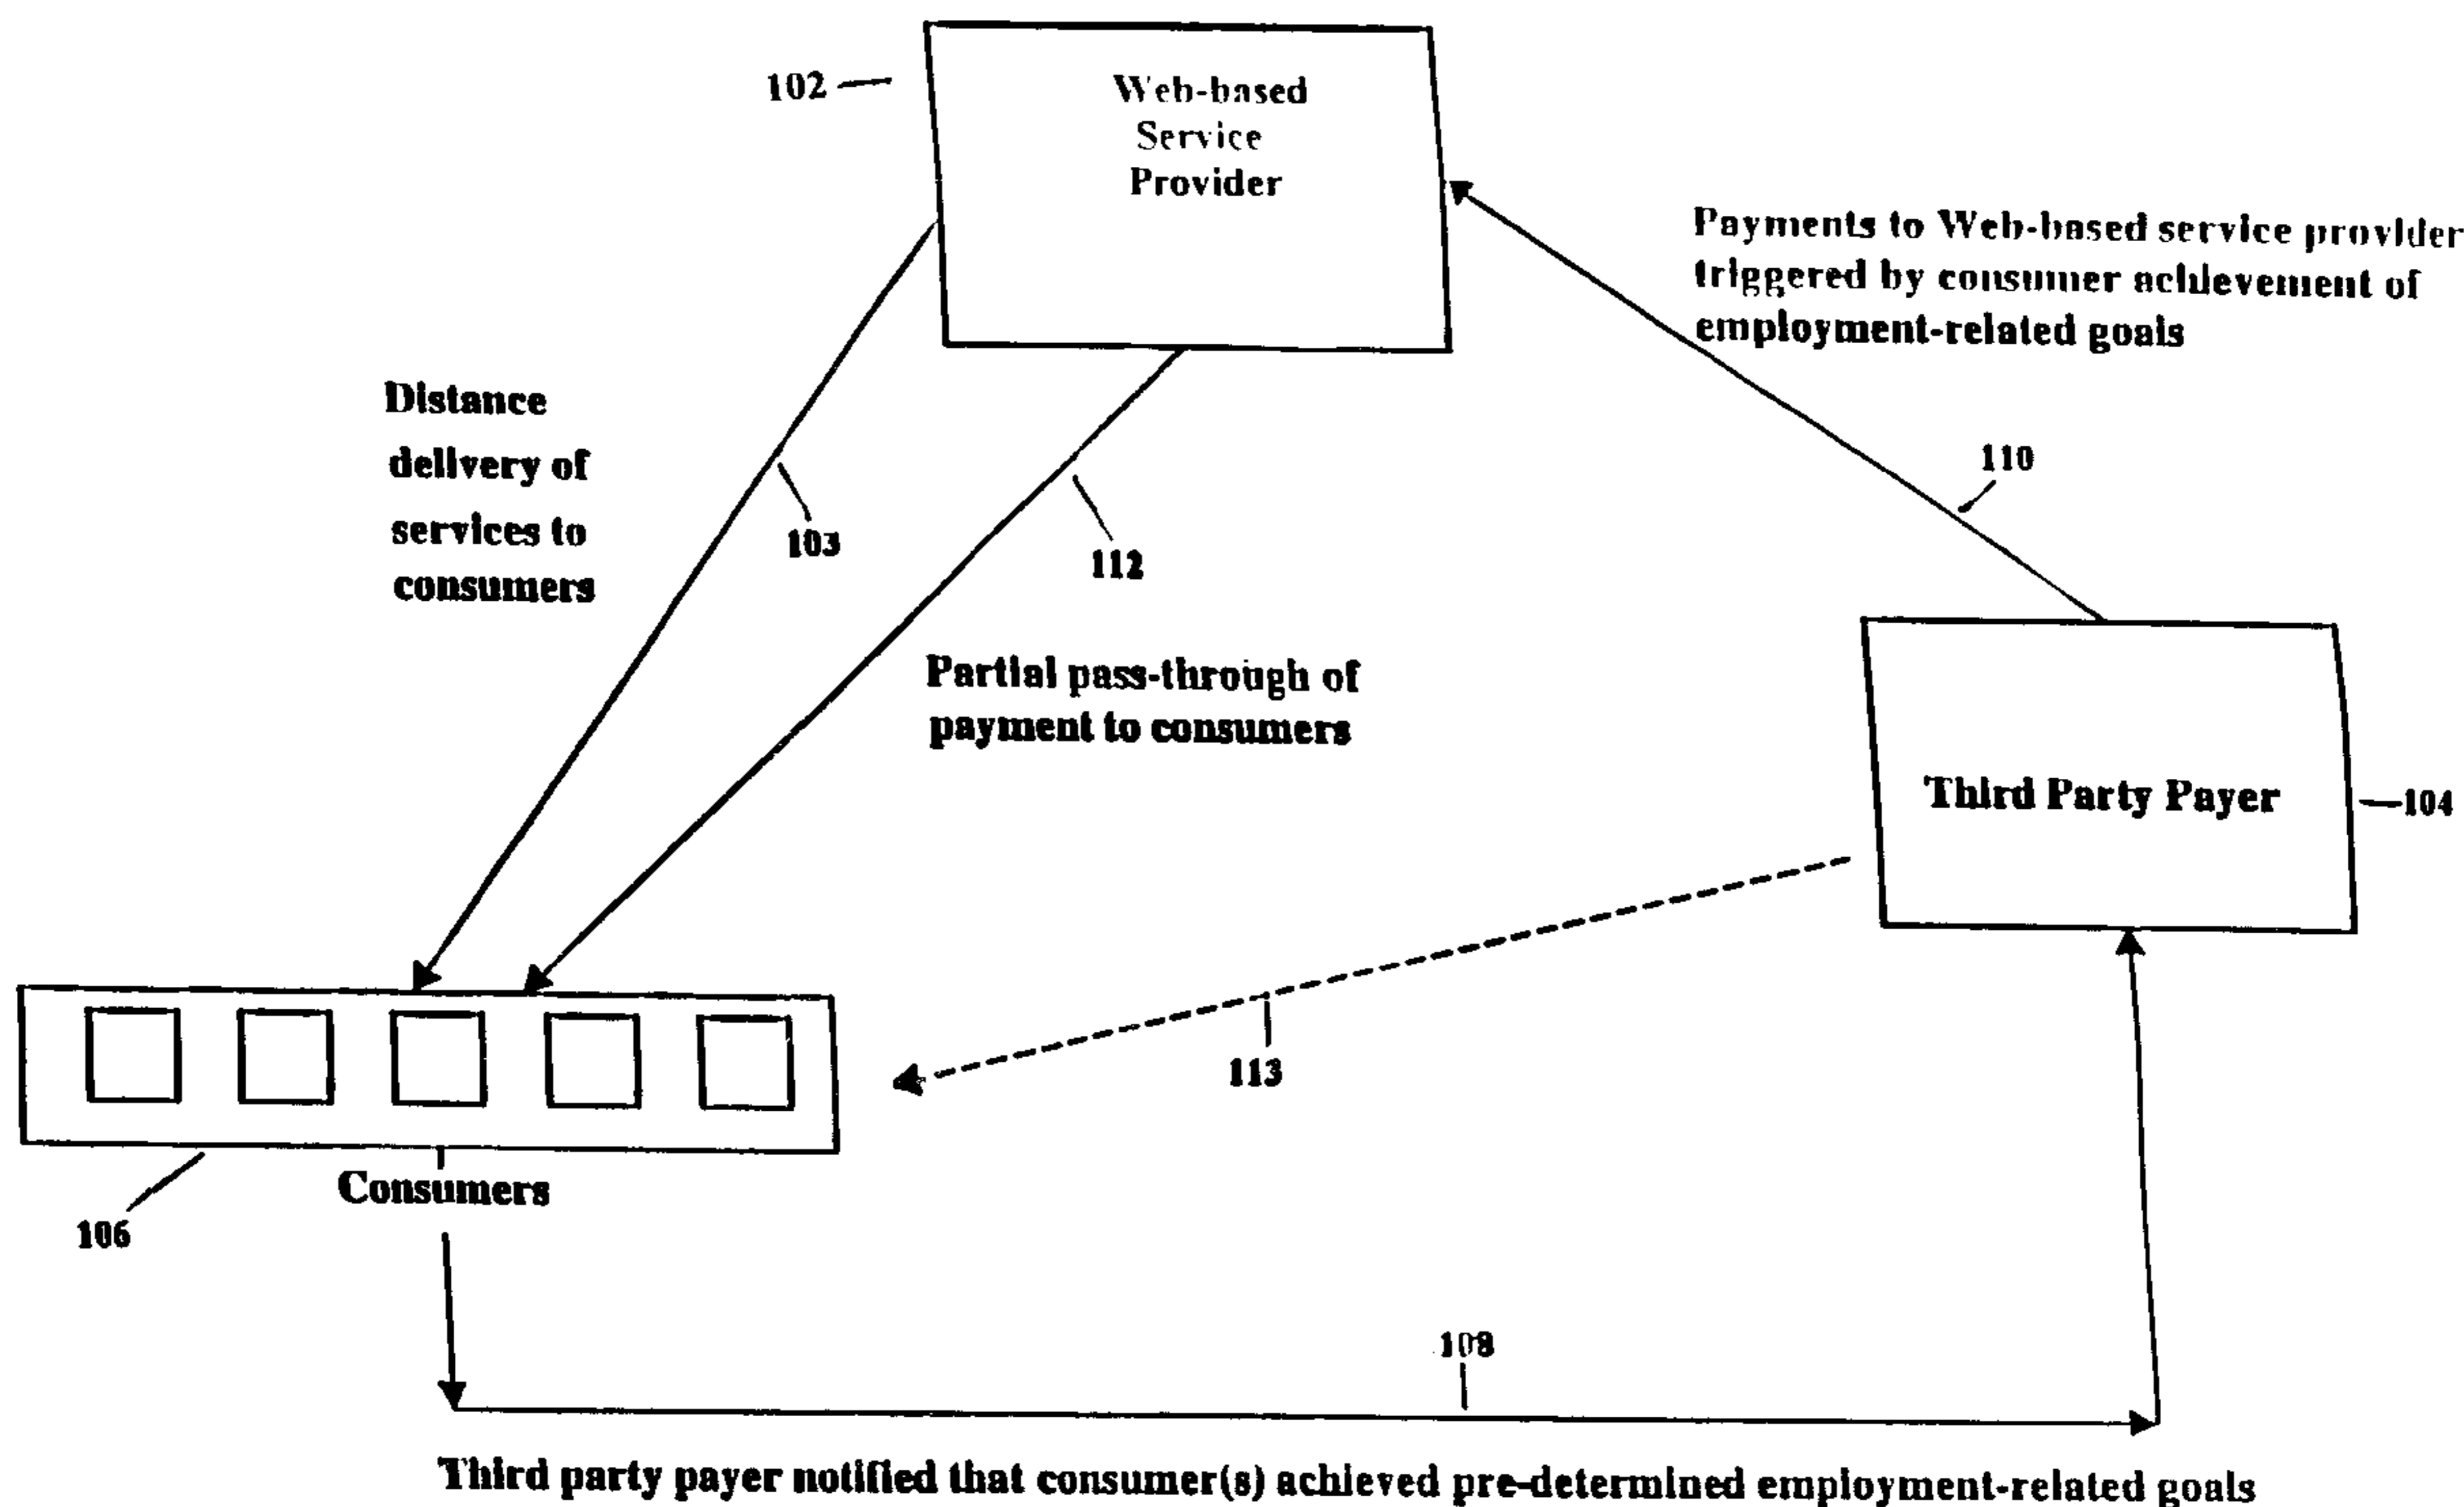 102
Web-based
Service
Provider
Payments to Web-based service provider
triggered by consumer achievement of
employment-related goals
110
Distance
delivery of
services to
consumers
103
112
Partial pass-through of
payment to consumers
Third Party Payer
104
113
Consumers
106
108
Third party payer notified that consumer(s) achieved pre-determined employment-related goals